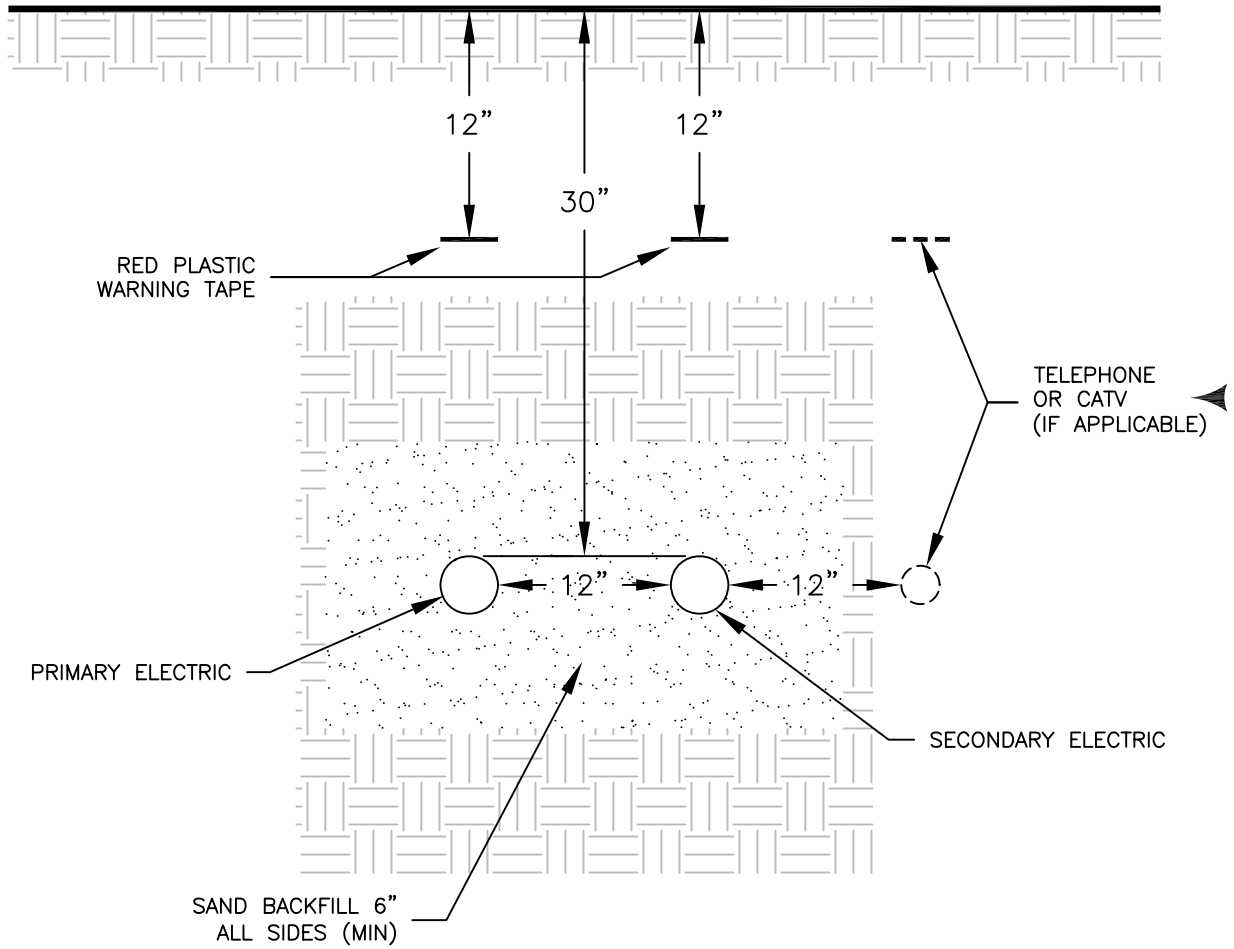 12”
12”
30”
RED PLASTIC
WARNING TAPE
TELEPHONE
OR CATV
(IF APPLICABLE)
12”
12”
PRIMARY ELECTRIC
SECONDARY ELECTRIC
SAND BACKFILL 6”
ALL SIDES (MIN)